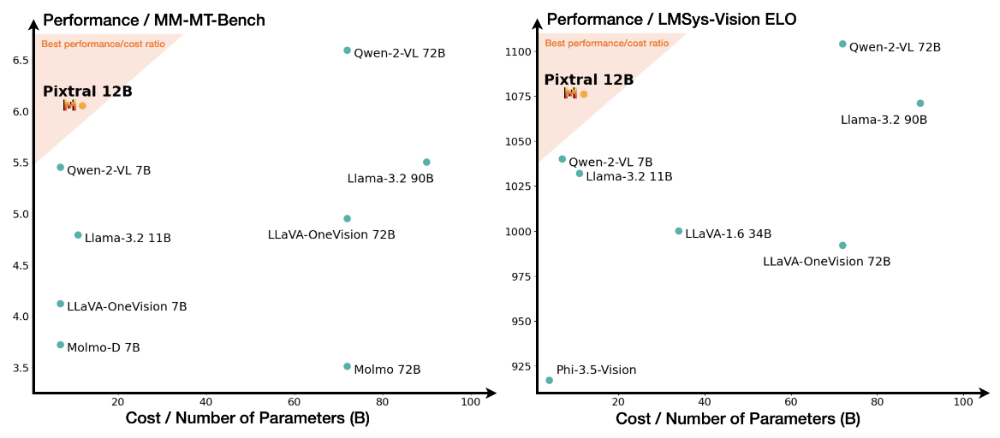 Performance / MM-MT-Bench
Best performance/cost ratio
6.5
Qwen-2-VL 72B
Pixtral 12B
6.0
5.5
Qwen-2-VL 7B
Llama-3.2 90B
5.0
LLaVA-OneVision 72B
Llama-3.2 11B
4.5
LLaVA-OneVision 7B
4.0
Molmo-D 7B
3.5
Molmo 72B
20 40 60 80 100
Cost / Number of Parameters (B)
Performance / LMSys-Vision ELO
Best performance/cost ratio
1100
Qwen-2-VL 72B
Pixtral 12B
1075
Llama-3.2 90B
1050
Qwen-2-VL 7B
Llama-3.2 11B
1025
1000
LLaVA-1.6 34B
LLaVA-OneVision 72B
975
950
925
Phi-3.5-Vision
20 40 60 80 100
Cost / Number of Parameters (B)